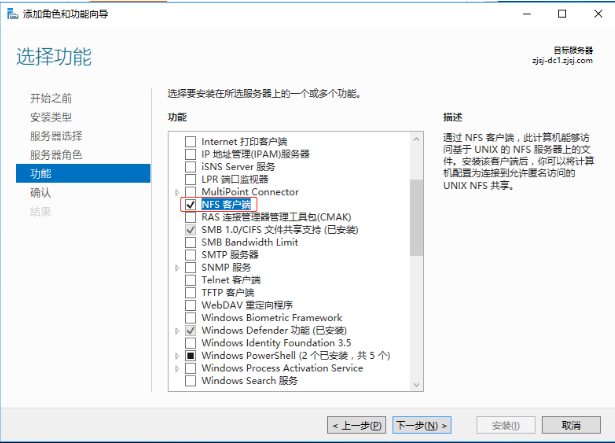 添加角色和功能向导
选择功能
目标服务器
zjsj-dc1.zjsj.com
开始之前
安装类型
服务器选择
服务器角色
功能
确认
结果
选择要安装在所选服务器上的一个或多个功能。
功能
Internet 打印客户端
IP 地址管理(IPAM)服务器
iSNS Server 服务
LPR 端口监视器
MultiPoint Connector
NFS 客户端
RAS 连接管理器管理工具包(CMAK)
SMB 1.0/CIFS 文件共享支持 (已安装)
SMB Bandwidth Limit
SMTP 服务器
SNMP 服务
Telnet 客户端
TFTP 客户端
WebDAV 重定向程序
Windows Biometric Framework
Windows Defender 功能 (已安装)
Windows Identity Foundation 3.5
Windows PowerShell (2 个已安装，共 5 个)
Windows Process Activation Service
Windows Search 服务
描述
通过 NFS 客户端，此计算机能够访
问基于 UNIX 的 NFS 服务器上的文
件。安装该客户端后，你可以将计算
机配置为连接到允许匿名访问的
UNIX NFS 共享。
< 上一步(P)
下一步(N) >
安装(I)
取消